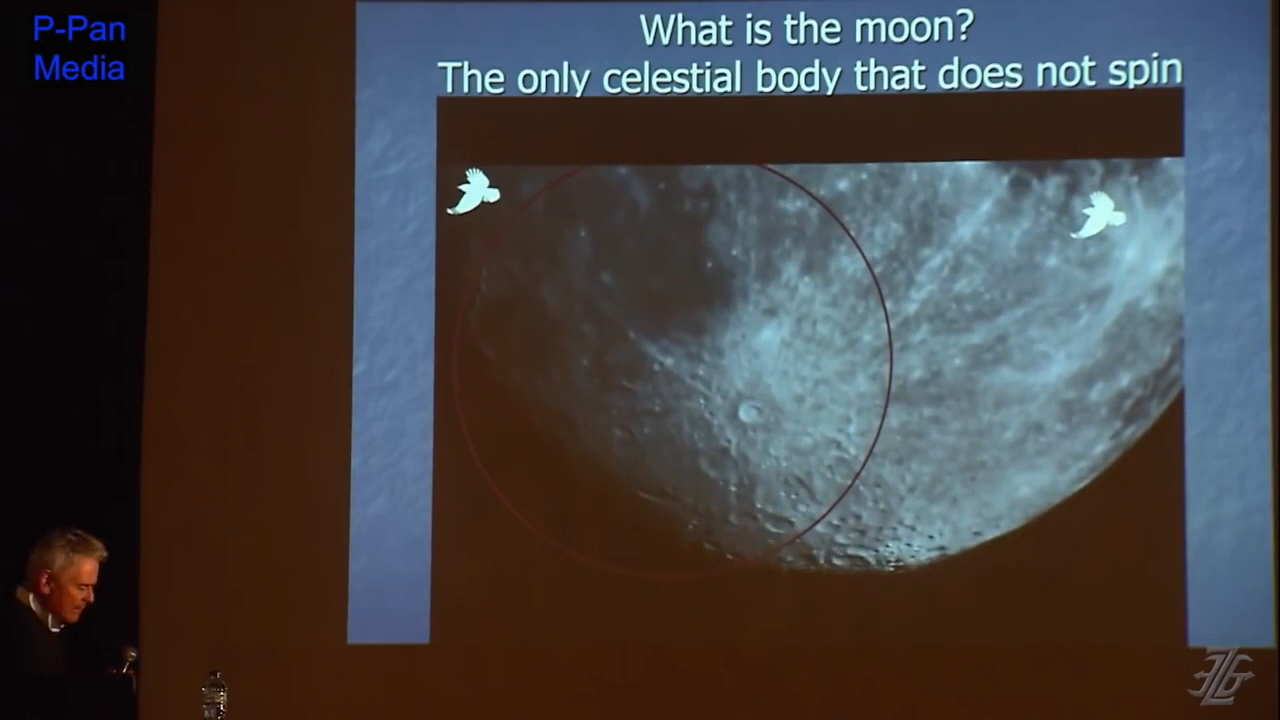 P-Pan
Media
What is the moon?
The only celestial body that does not spin